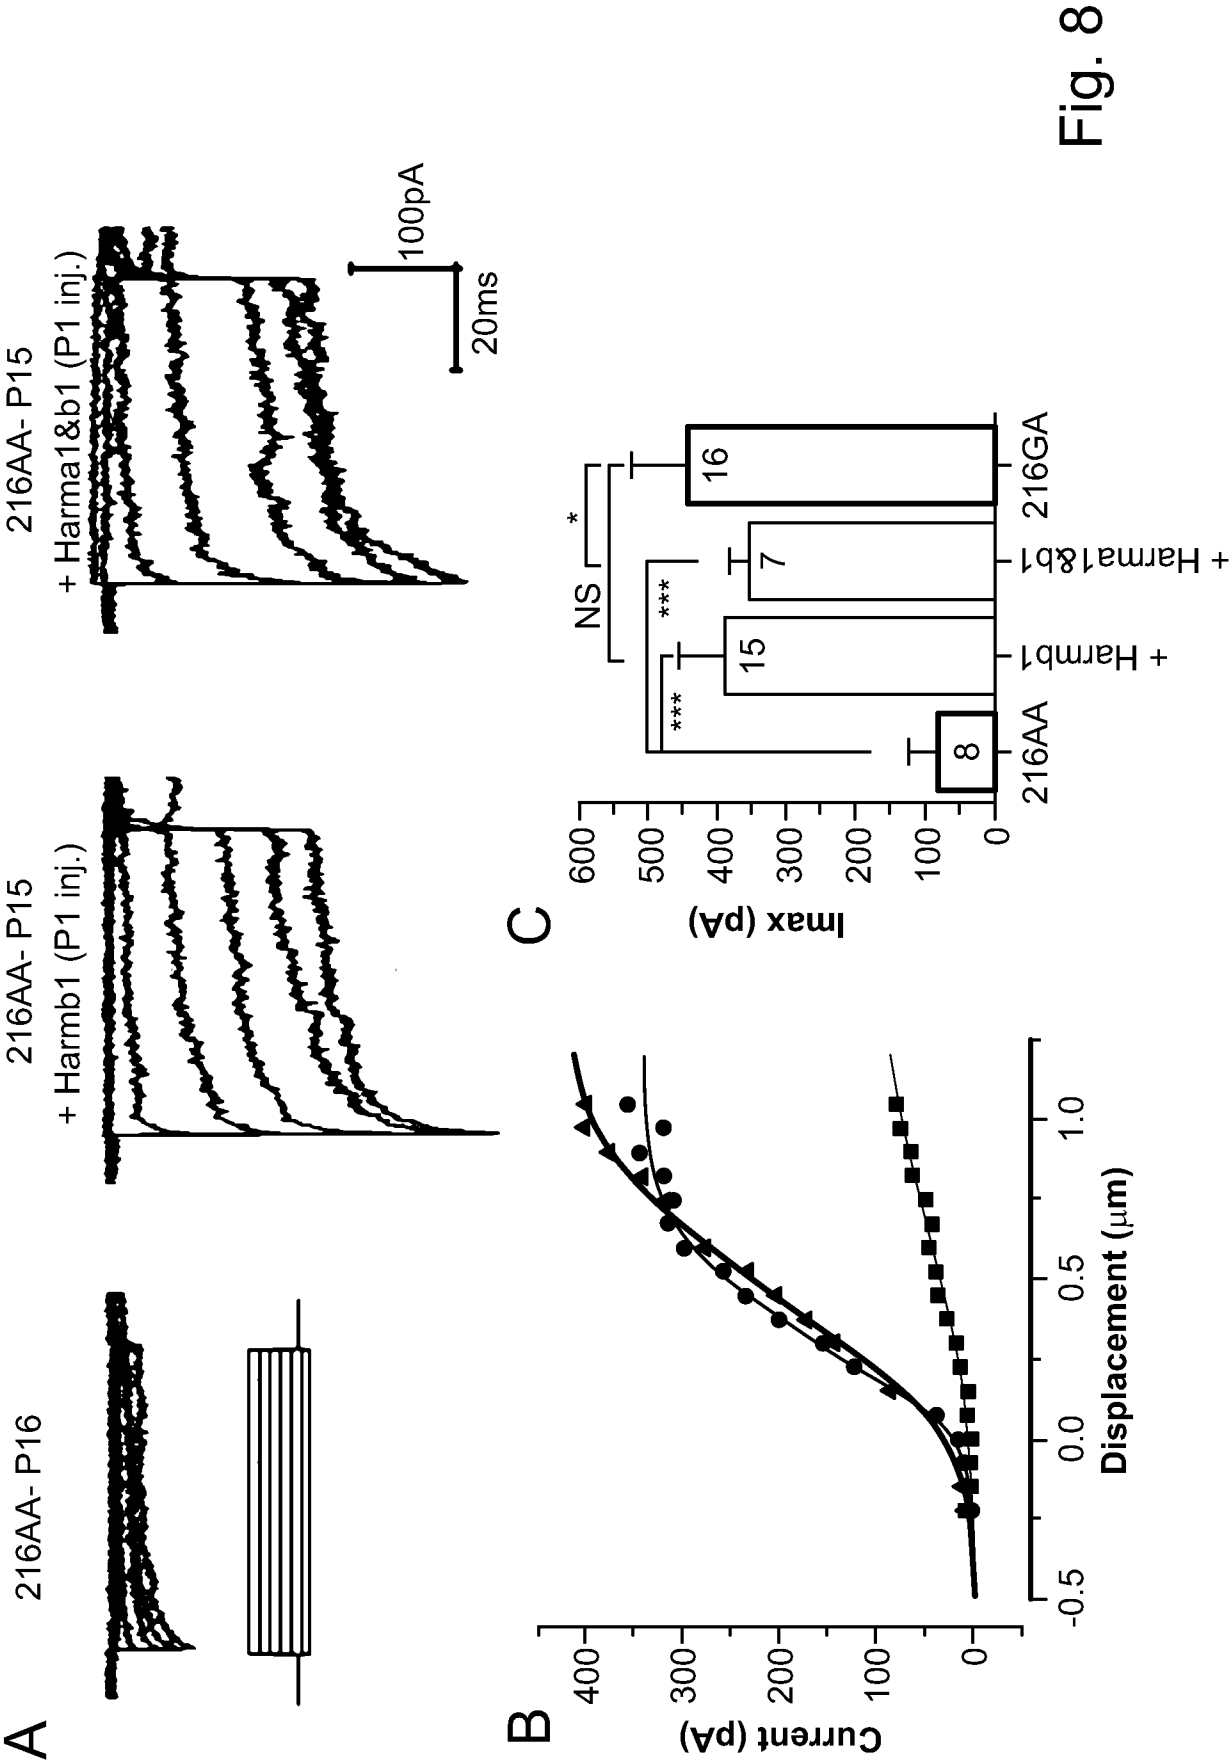 A
216AA- P16
216AA- P15
+ Harmb1 (P1 inj.)
216AA- P15
+ Harma1&b1 (P1 inj.)
100pA
20ms
B
Current (pA)
400
300
200
100
0
-0.5
0.0
0.5
1.0
Displacement (μm)
C
Imax (pA)
600
500
400
300
200
100
0
NS
*
***
***
8
15
7
16
216AA
+ Harmb1
+ Harma1&b1
216GA
Fig. 8